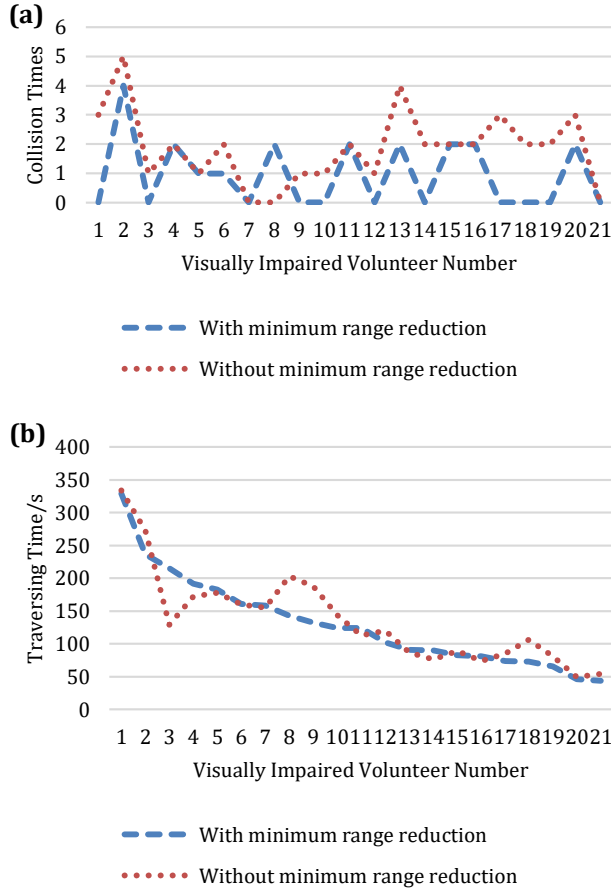 (a)
6
5
4
3
2
1
0
Collision Times
1 2 3 4 5 6 7 8 9 10 11 12 13 14 15 16 17 18 19 20 21
Visually Impaired Volunteer Number
With minimum range reduction
Without minimum range reduction
(b)
400
350
300
250
200
150
100
50
0
Traversing Time/s
1 2 3 4 5 6 7 8 9 10 11 12 13 14 15 16 17 18 19 20 21
Visually Impaired Volunteer Number
With minimum range reduction
Without minimum range reduction